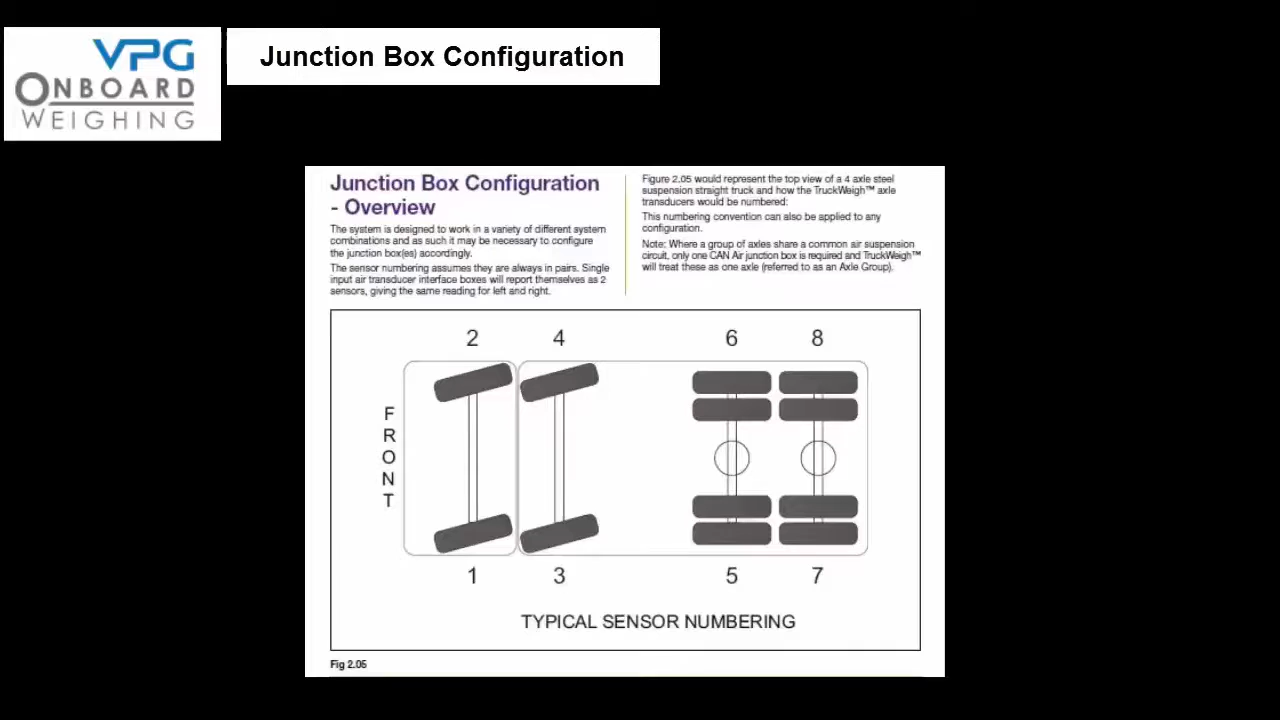 VPG
ONBOARD
WEIGHING
Junction Box Configuration
Junction Box Configuration
- Overview
The system is designed to work in a variety of different system
combinations and as such it may be necessary to configure
the junction box(es) accordingly.
The sensor numbering assumes they are always in pairs. Single
input air transducer interface boxes will report themselves as 2
sensors, giving the same reading for left and right.
Figure 2.05 would represent the top view of a 4 axle steel
suspension straight truck and how the TruckWeigh™ axle
transducers would be numbered:
This numbering convention can also be applied to any
configuration.
Note: Where a group of axles share a common air suspension
circuit, only one CAN Air junction box is required and TruckWeigh™
will treat these as one axle (referred to as an Axle Group).
2 4 6 8
F
R
O
N
T
1 3 5 7
TYPICAL SENSOR NUMBERING
Fig 2.05